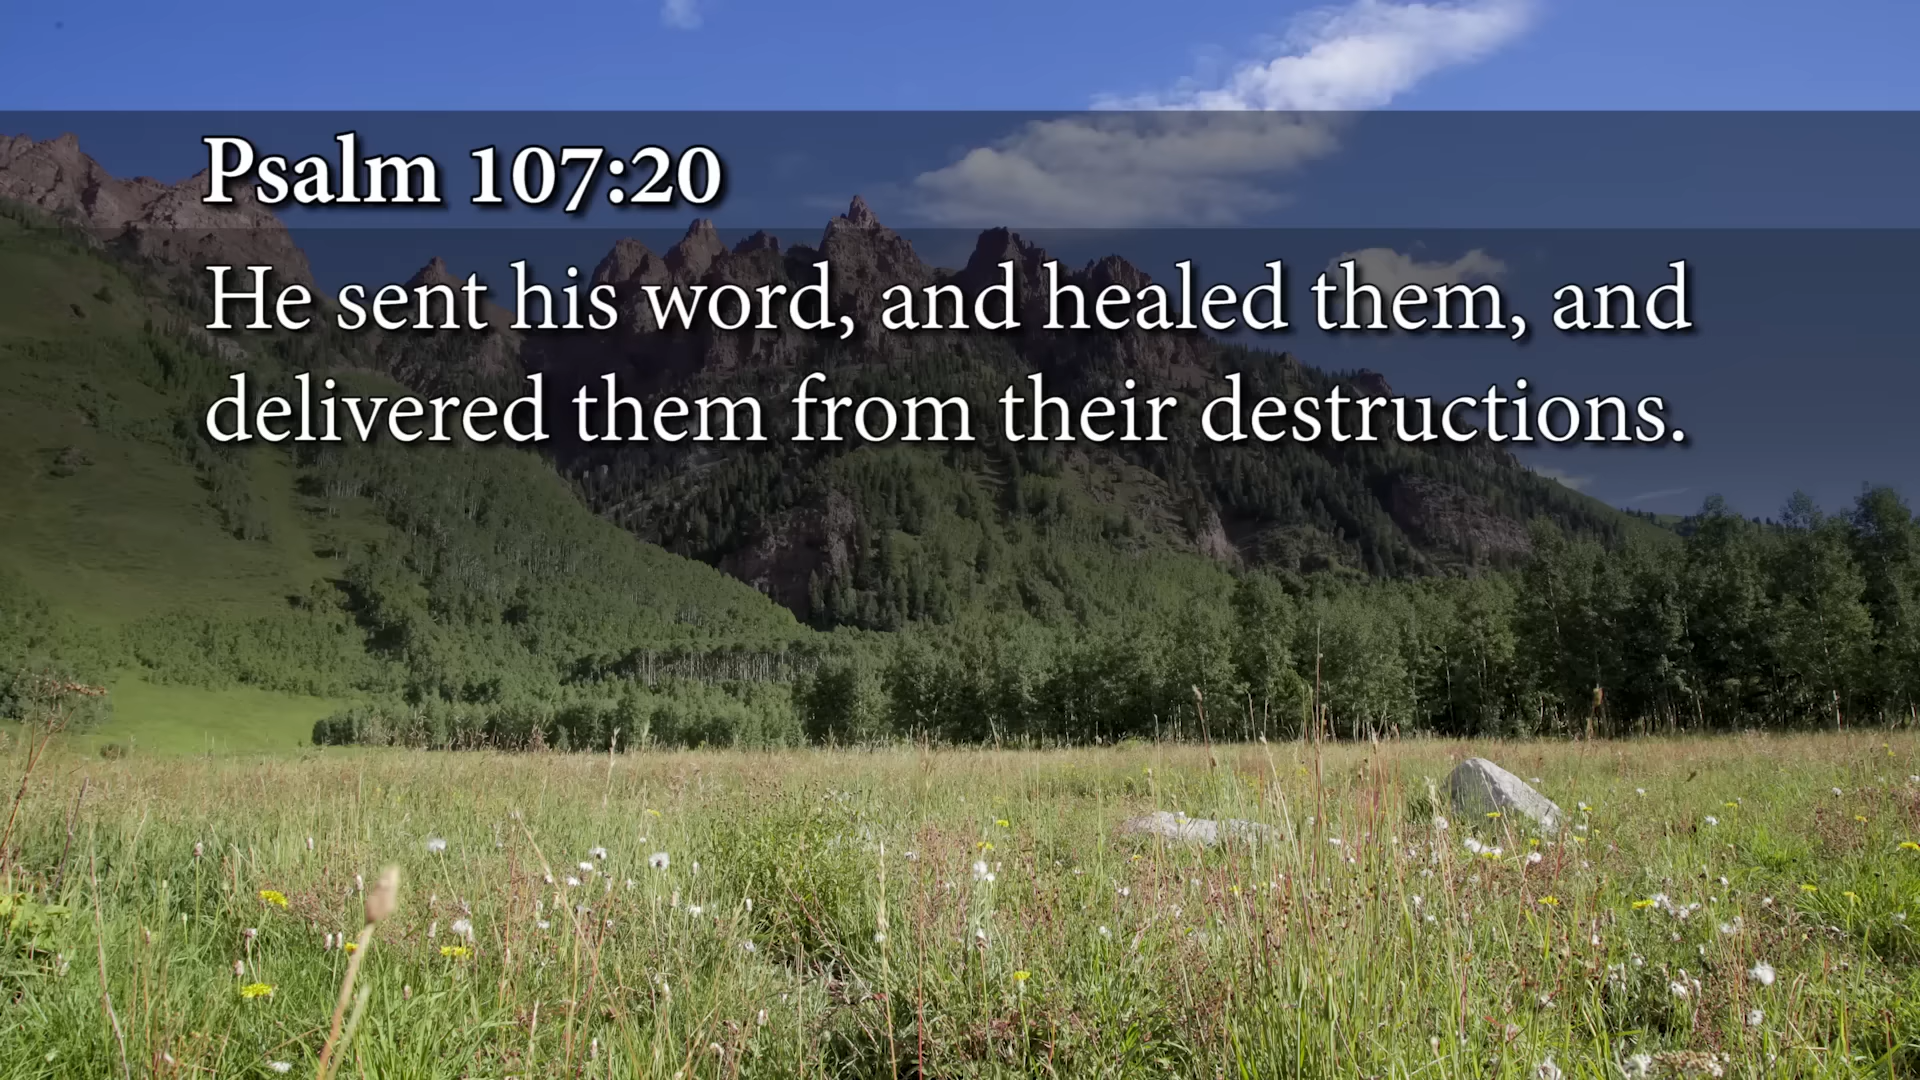 Psalm 107:20
He sent his word, and healed them, and
delivered them from their destructions.